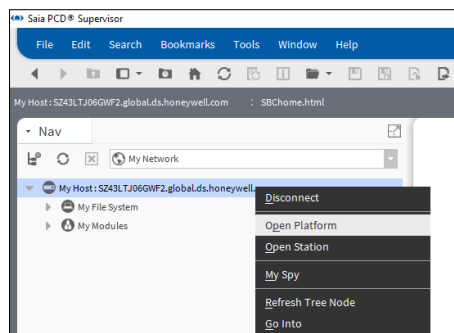 Saia PCD® Supervisor
File Edit Search Bookmarks Tools Window Help
My Host : SZ43LTJ06GWF2.global.ds.honeywell.com : SBChome.html
Nav
My Network
My Host : SZ43LTJ06GWF2.global.ds.honeywell.
My File System
My Modules
Disconnect
Open Platform
Open Station
My Spy
Refresh Tree Node
Go Into